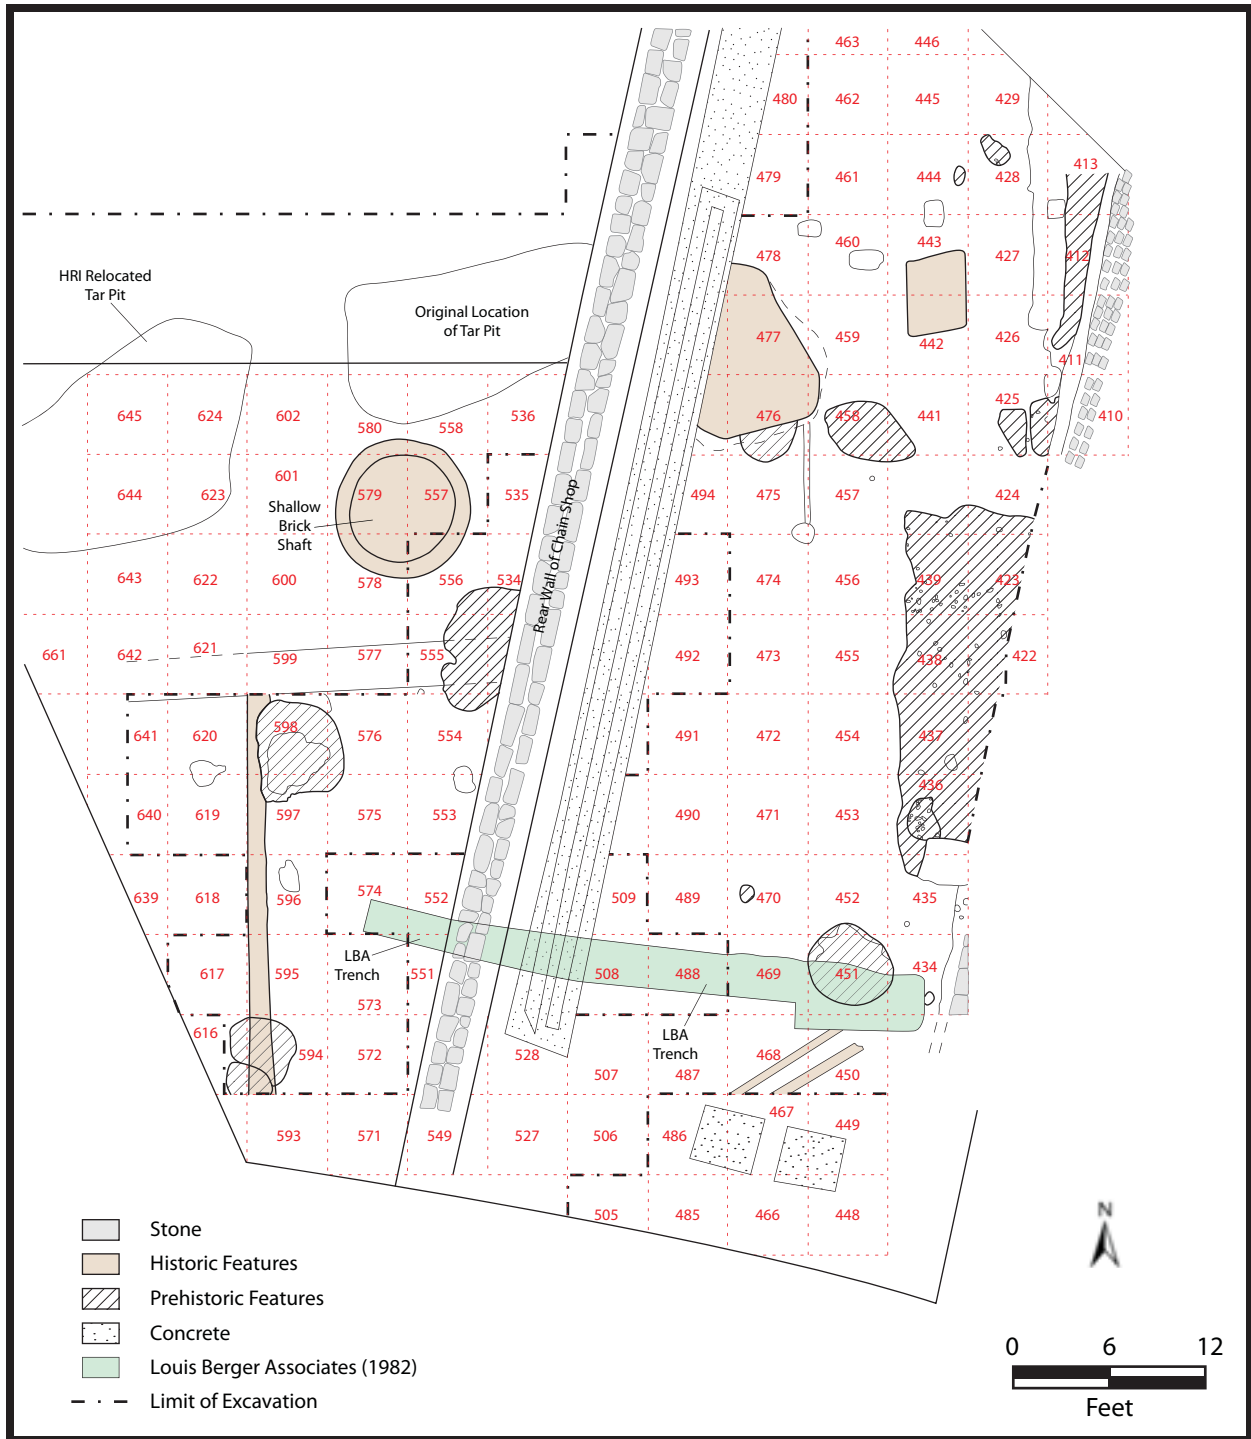 463 446
480 462 445 429
413
479 461 444 428
460 443
478 427 412
HRI Relocated
Tar Pit
Original Location
of Tar Pit
477 459 442 426
411
425
645 624 602 580 558 536 476 458 441 410
601
644 623 579 557 535 494 475 457 424
Shallow
Brick
Shaft
Rear Wall of Chain Shop
643 622 600 578 556 534 493 474 456 439 423
661 642 621 599 577 555 492 473 455 438 422
598
641 620 576 554 491 472 454 437
436
640 619 597 575 553 490 471 453
574
639 618 596 552 509 489 470 452 435
LBA
Trench
617 595 551 508 488 469 451 434
573
616
594 572 528 468
LBA
Trench
507 487 450
467
449
593 571 549 527 506 486
505 485 466 448
N
Stone
Historic Features
Prehistoric Features
Concrete
Louis Berger Associates (1982)
Limit of Excavation
0 6 12
Feet